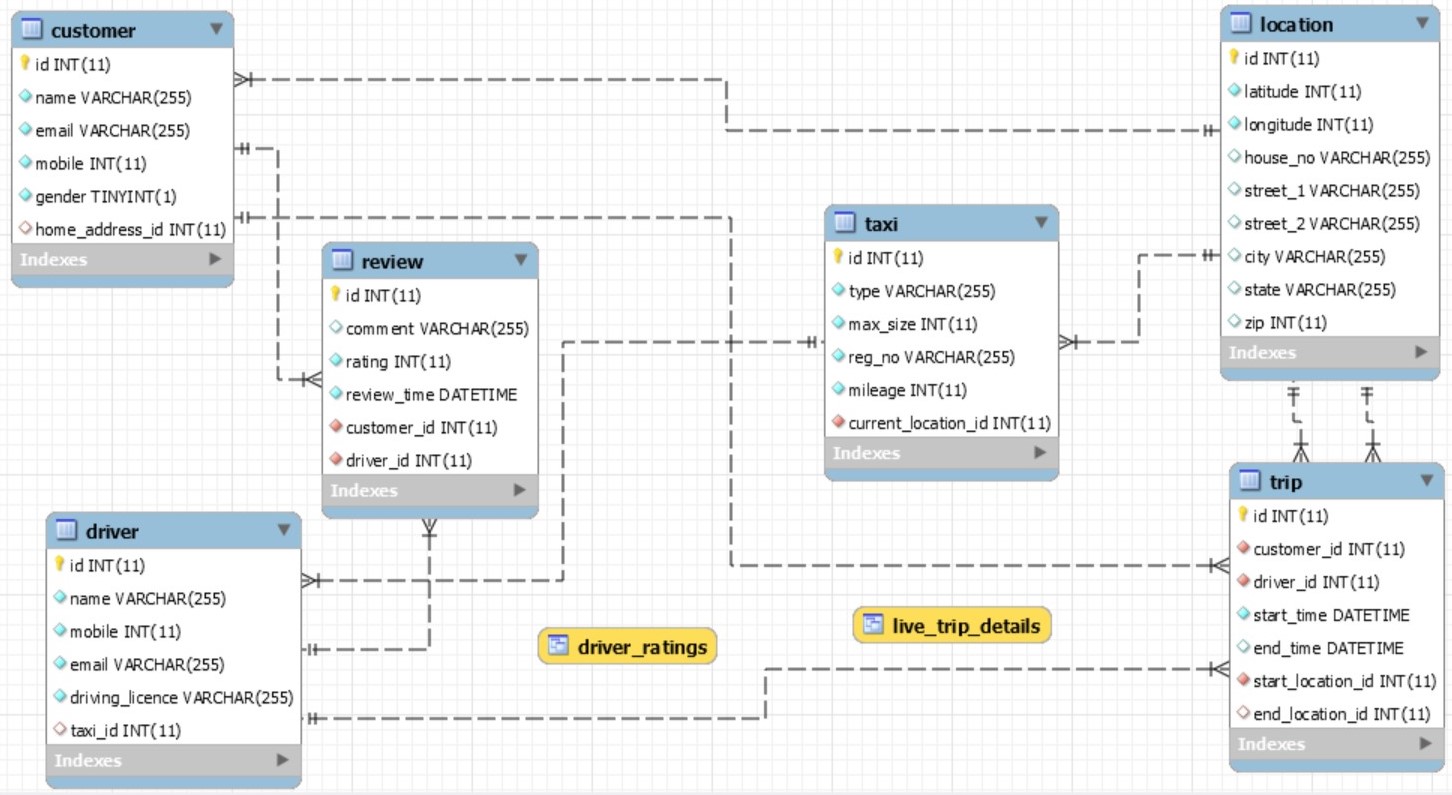 customer
id INT(11)
name VARCHAR(255)
email VARCHAR(255)
mobile INT(11)
gender TINYINT(1)
home_address_id INT(11)
Indexes
location
id INT(11)
latitude INT(11)
longitude INT(11)
house_no VARCHAR(255)
street_1 VARCHAR(255)
street_2 VARCHAR(255)
city VARCHAR(255)
state VARCHAR(255)
zip INT(11)
Indexes
review
id INT(11)
comment VARCHAR(255)
rating INT(11)
review_time DATETIME
customer_id INT(11)
driver_id INT(11)
Indexes
taxi
id INT(11)
type VARCHAR(255)
max_size INT(11)
reg_no VARCHAR(255)
mileage INT(11)
current_location_id INT(11)
Indexes
driver
id INT(11)
name VARCHAR(255)
mobile INT(11)
email VARCHAR(255)
driving_licence VARCHAR(255)
taxi_id INT(11)
Indexes
driver_ratings
live_trip_details
trip
id INT(11)
customer_id INT(11)
driver_id INT(11)
start_time DATETIME
end_time DATETIME
start_location_id INT(11)
end_location_id INT(11)
Indexes